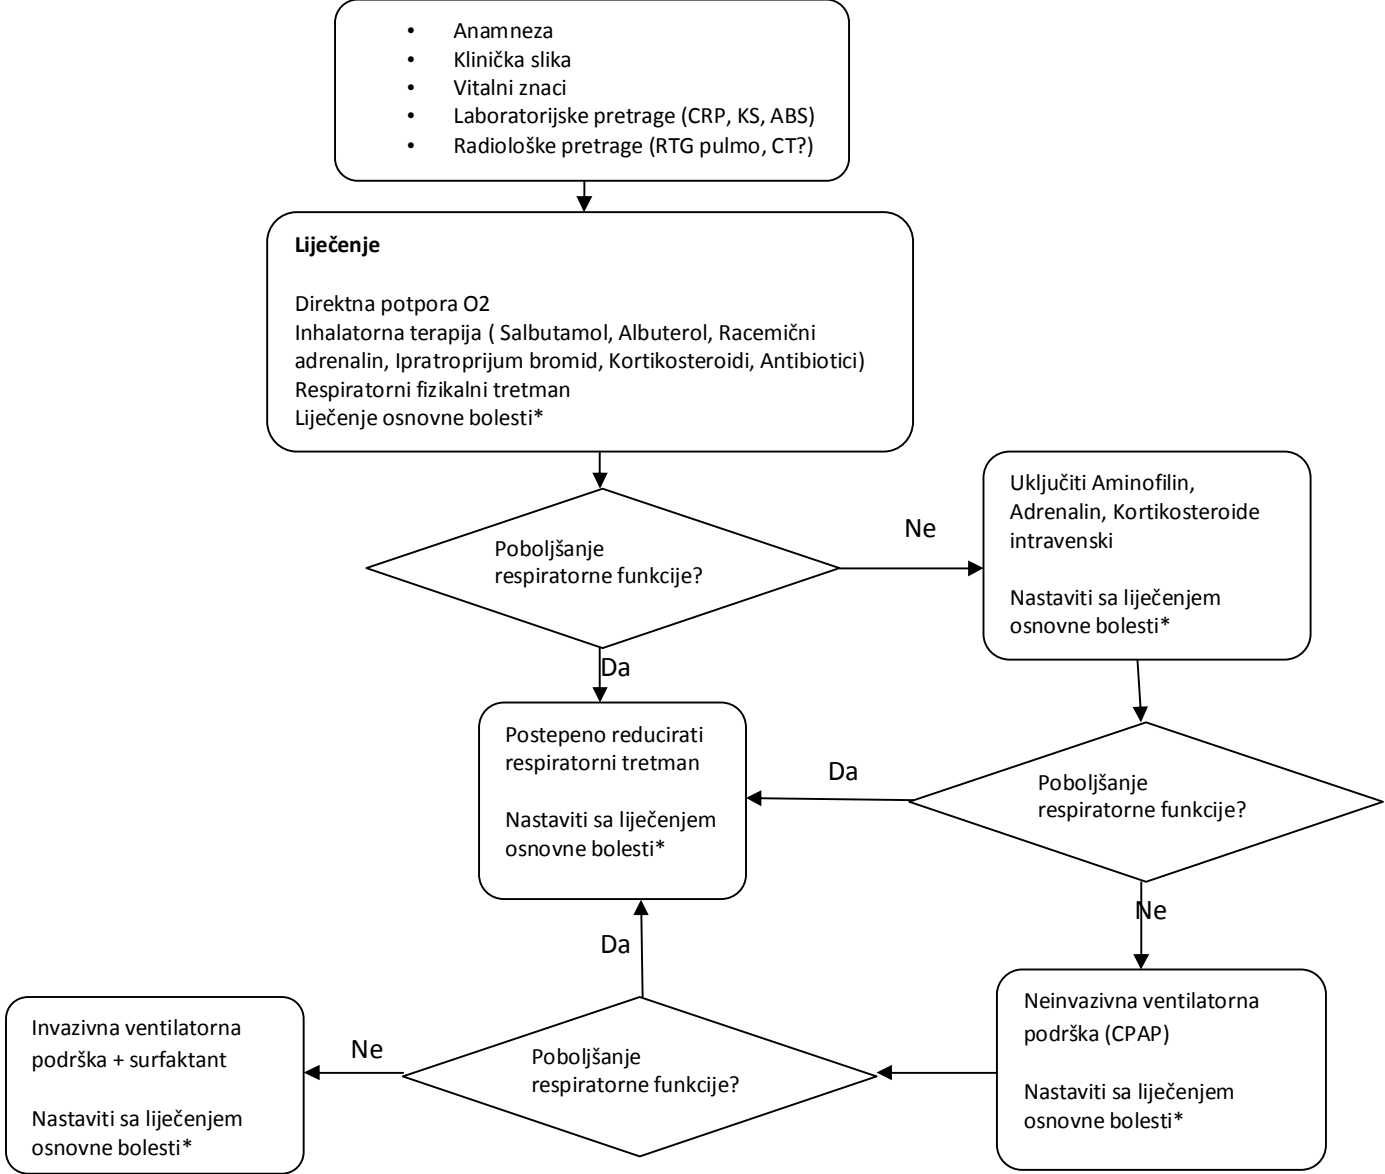 • Anamneza
• Klinička slika
• Vitalni znaci
• Laboratorijske pretrage (CRP, KS, ABS)
• Radiološke pretrage (RTG pulmo, CT?)
Liječenje
Direktna potpora O2
Inhalatorna terapija ( Salbutamol, Albuterol, Racemični
adrenalin, Ipratroprijum bromid, Kortikosteroidi, Antibiotici)
Respiratorni fizikalni tretman
Liječenje osnovne bolesti*
Poboljšanje
respiratorne funkcije?
Ne
Uključiti Aminofilin,
Adrenalin, Kortikosteroide
intravenski
Nastaviti sa liječenjem
osnovne bolesti*
Da
Postepeno reducirati
respiratorni tretman
Nastaviti sa liječenjem
osnovne bolesti*
Da
Poboljšanje
respiratorne funkcije?
Ne
Neinvazivna ventilatorna
podrška (CPAP)
Nastaviti sa liječenjem
osnovne bolesti*
Da
Poboljšanje
respiratorne funkcije?
Ne
Invazivna ventilatorna
podrška + surfaktant
Nastaviti sa liječenjem
osnovne bolesti*